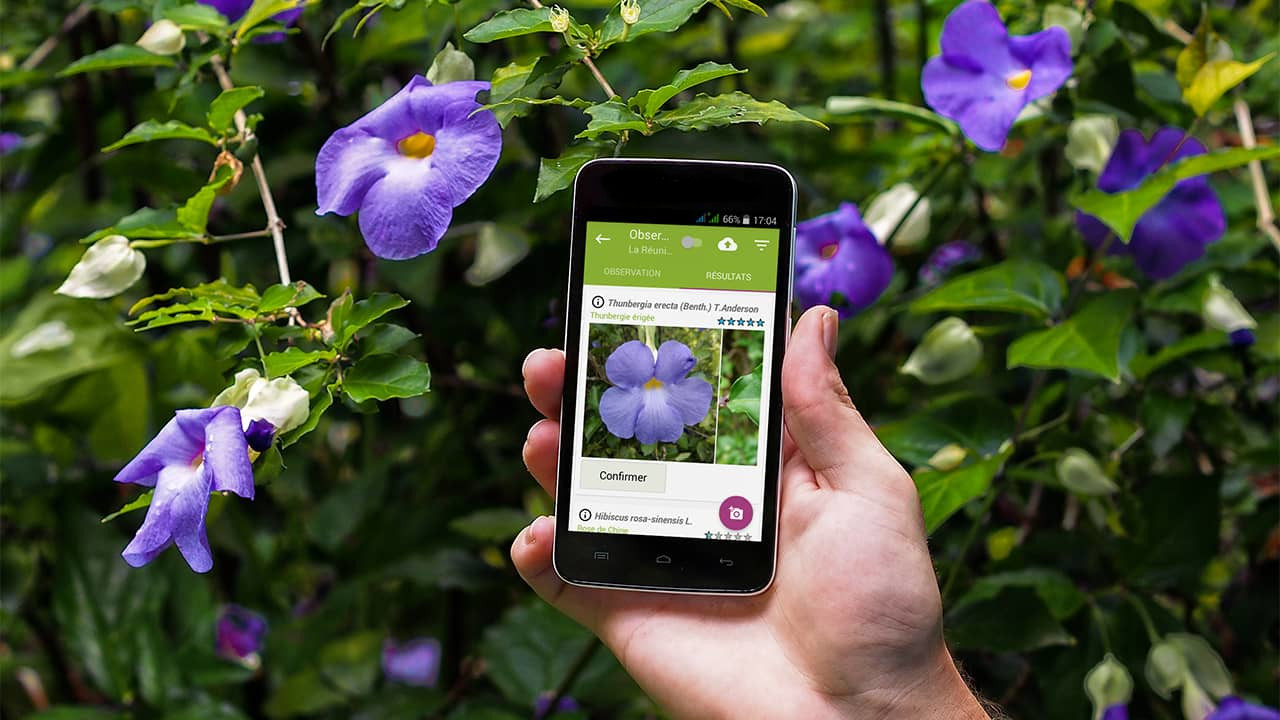 66% 17:04
Obser...
La Réuni...
OBSERVATION RÉSULTATS
Thunbergia erecta (Benth.) T.Anderson
Thunbergie érigée
Confirmer
Hibiscus rosa-sinensis L.
Rose de Chine